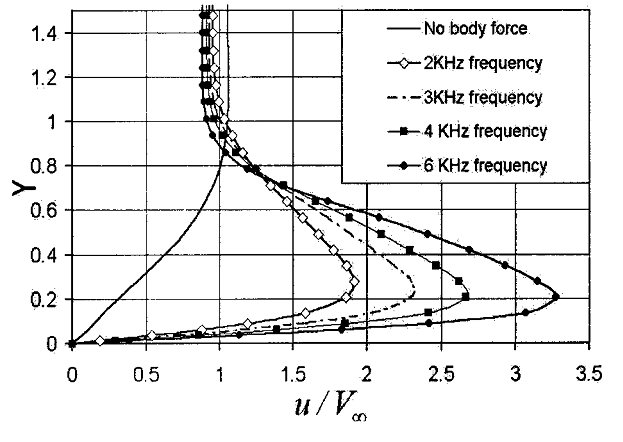 1.4
1.2
1
0.8
0.6
0.4
0.2
0
Y
No body force
2KHz frequency
3KHz frequency
4 KHz frequency
6 KHz frequency
0 0.5 1 1.5 2 2.5 3 3.5
u/V∞